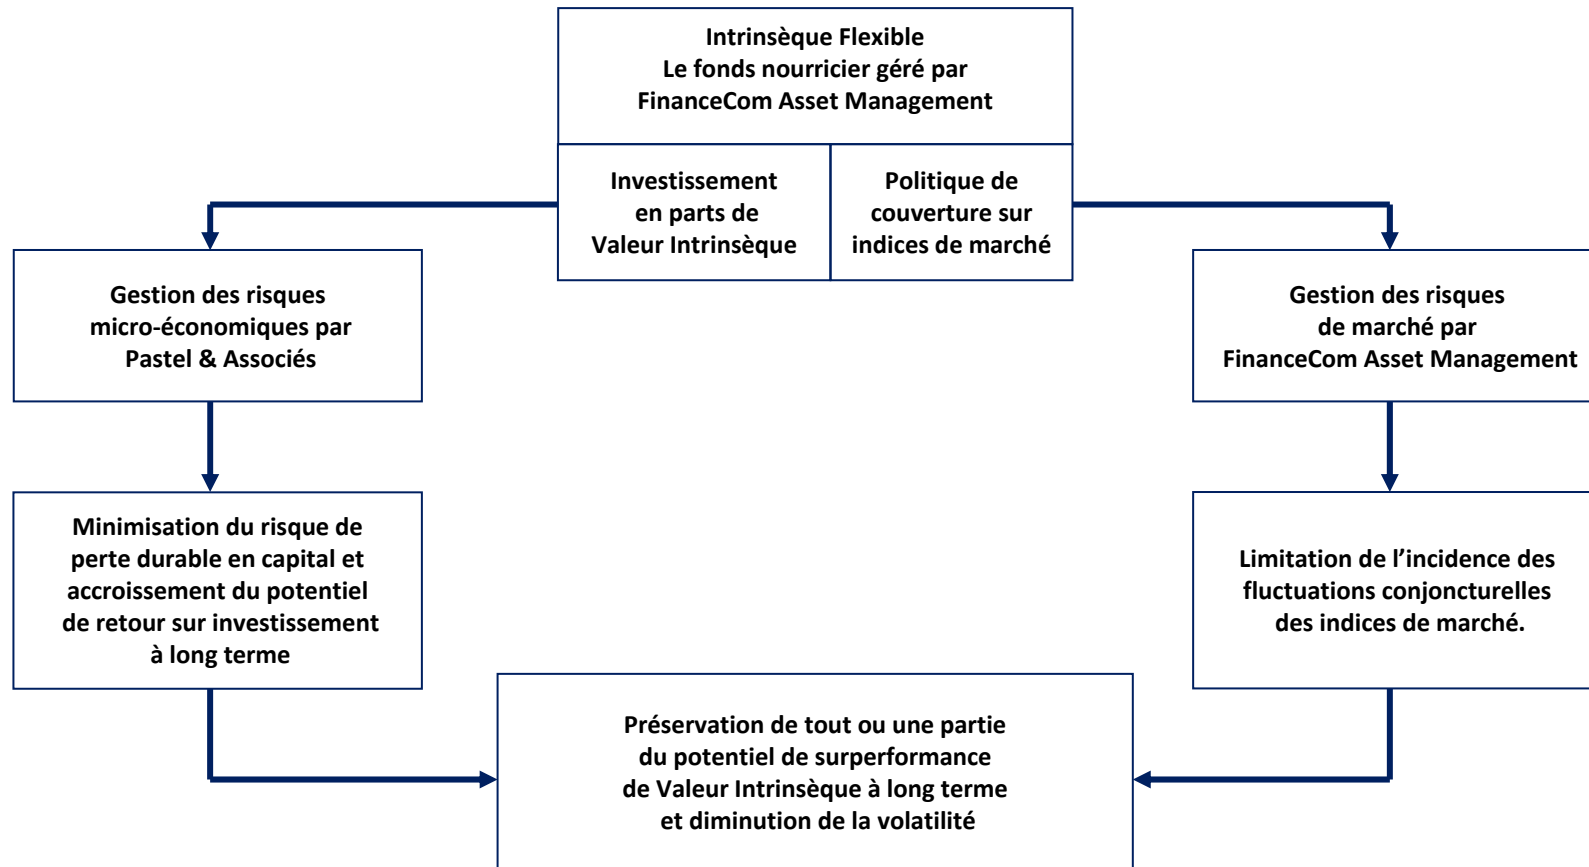 Intrinsèque Flexible
Le fonds nourricier géré par
FinanceCom Asset Management
Investissement
en parts de
Valeur Intrinsèque
Politique de
couverture sur
indices de marché
Gestion des risques
micro-économiques par
Pastel & Associés
Gestion des risques
de marché par
FinanceCom Asset Management
Minimisation du risque de
perte durable en capital et
accroissement du potentiel
de retour sur investissement
à long terme
Limitation de l’incidence des
fluctuations conjoncturelles
des indices de marché.
Préservation de tout ou une partie
du potentiel de surperformance
de Valeur Intrinsèque à long terme
et diminution de la volatilité